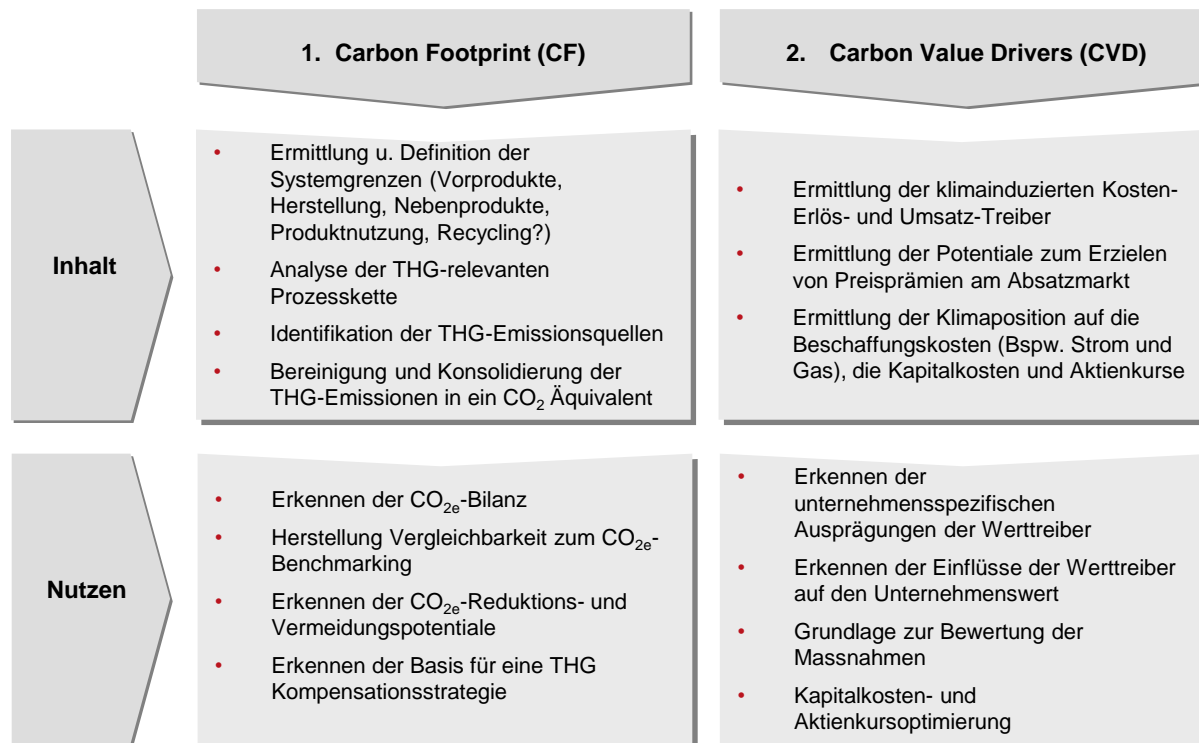 1. Carbon Footprint (CF)
2. Carbon Value Drivers (CVD)
Inhalt
• Ermittlung u. Definition der
Systemgrenzen (Vorprodukte,
Herstellung, Nebenprodukte,
Produktnutzung, Recycling?)
• Analyse der THG-relevanten
Prozesskette
• Identifikation der THG-Emissionsquellen
• Bereinigung und Konsolidierung der
THG-Emissionen in ein CO₂ Äquivalent
• Ermittlung der klimainduzierten Kosten-
Erlös- und Umsatz-Treiber
• Ermittlung der Potentiale zum Erzielen
von Preisprämien am Absatzmarkt
• Ermittlung der Klimaposition auf die
Beschaffungskosten (Bspw. Strom und
Gas), die Kapitalkosten und Aktienkurse
Nutzen
• Erkennen der CO₂ₑ-Bilanz
• Herstellung Vergleichbarkeit zum CO₂ₑ-
Benchmarking
• Erkennen der CO₂ₑ-Reduktions- und
Vermeidungspotentiale
• Erkennen der Basis für eine THG
Kompensationsstrategie
• Erkennen der
unternehmensspezifischen
Ausprägungen der Werttreiber
• Erkennen der Einflüsse der Werttreiber
auf den Unternehmenswert
• Grundlage zur Bewertung der
Massnahmen
• Kapitalkosten- und
Aktienkursoptimierung